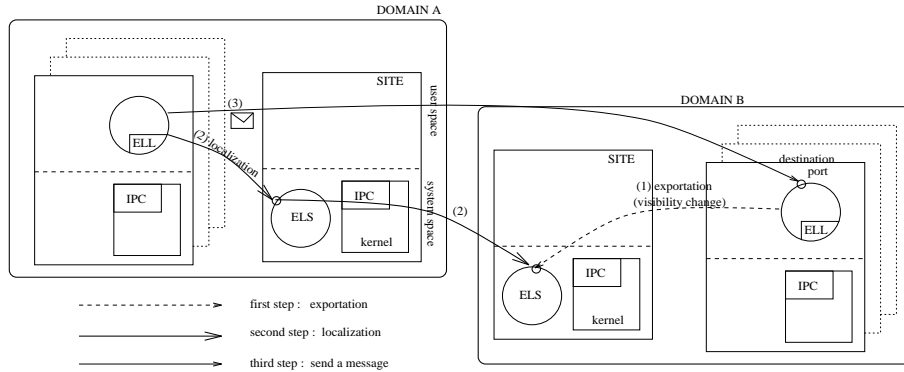 DOMAIN A
SITE
(3)
user space
DOMAIN B
ELL
(2) localization
SITE
destination
port
IPC
IPC
ELS
system space
kernel
(2)
(1) exportation
(visibility change)
ELL
ELS
IPC
kernel
IPC
first step : exportation
second step : localization
third step : send a message